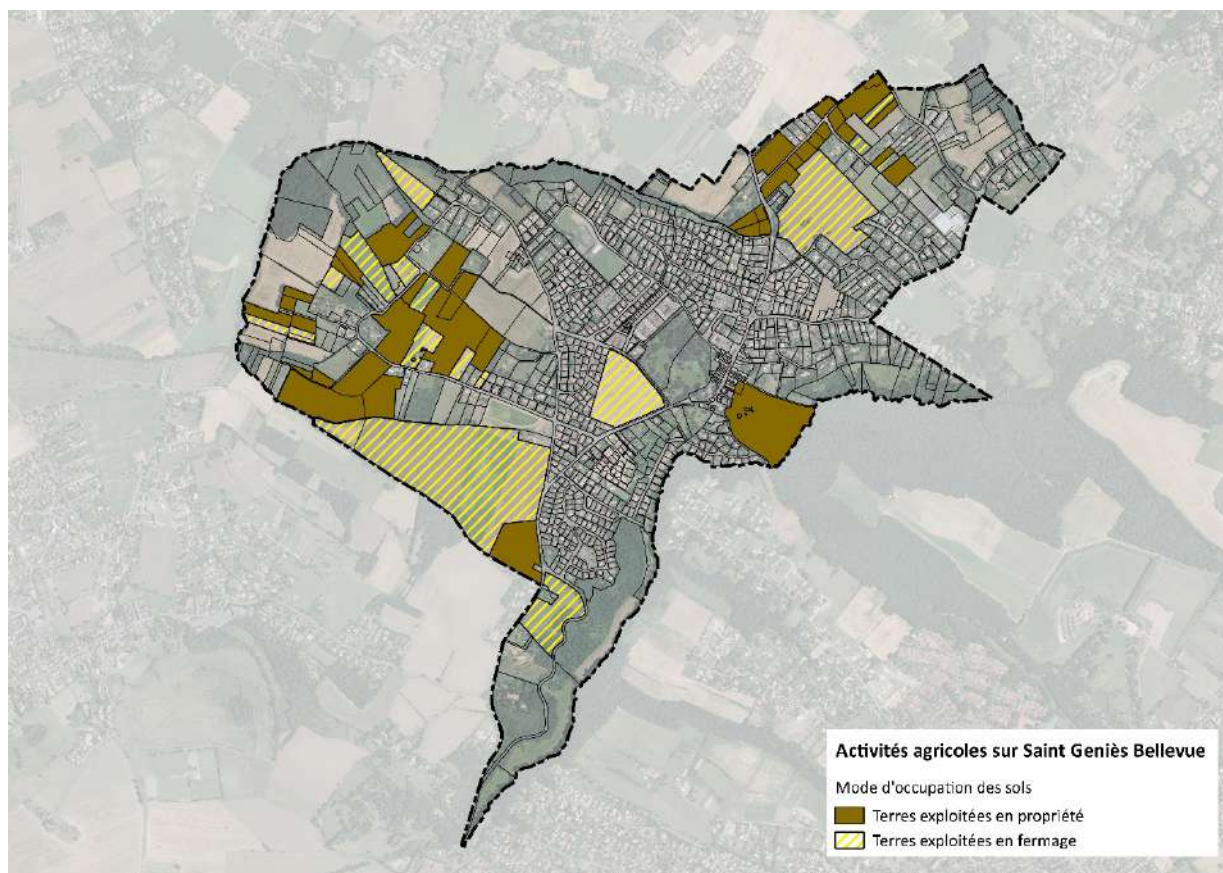 Activités agricoles sur Saint Geniès Bellevue
Mode d'occupation des sols
Terres exploitées en propriété
Terres exploitées en fermage